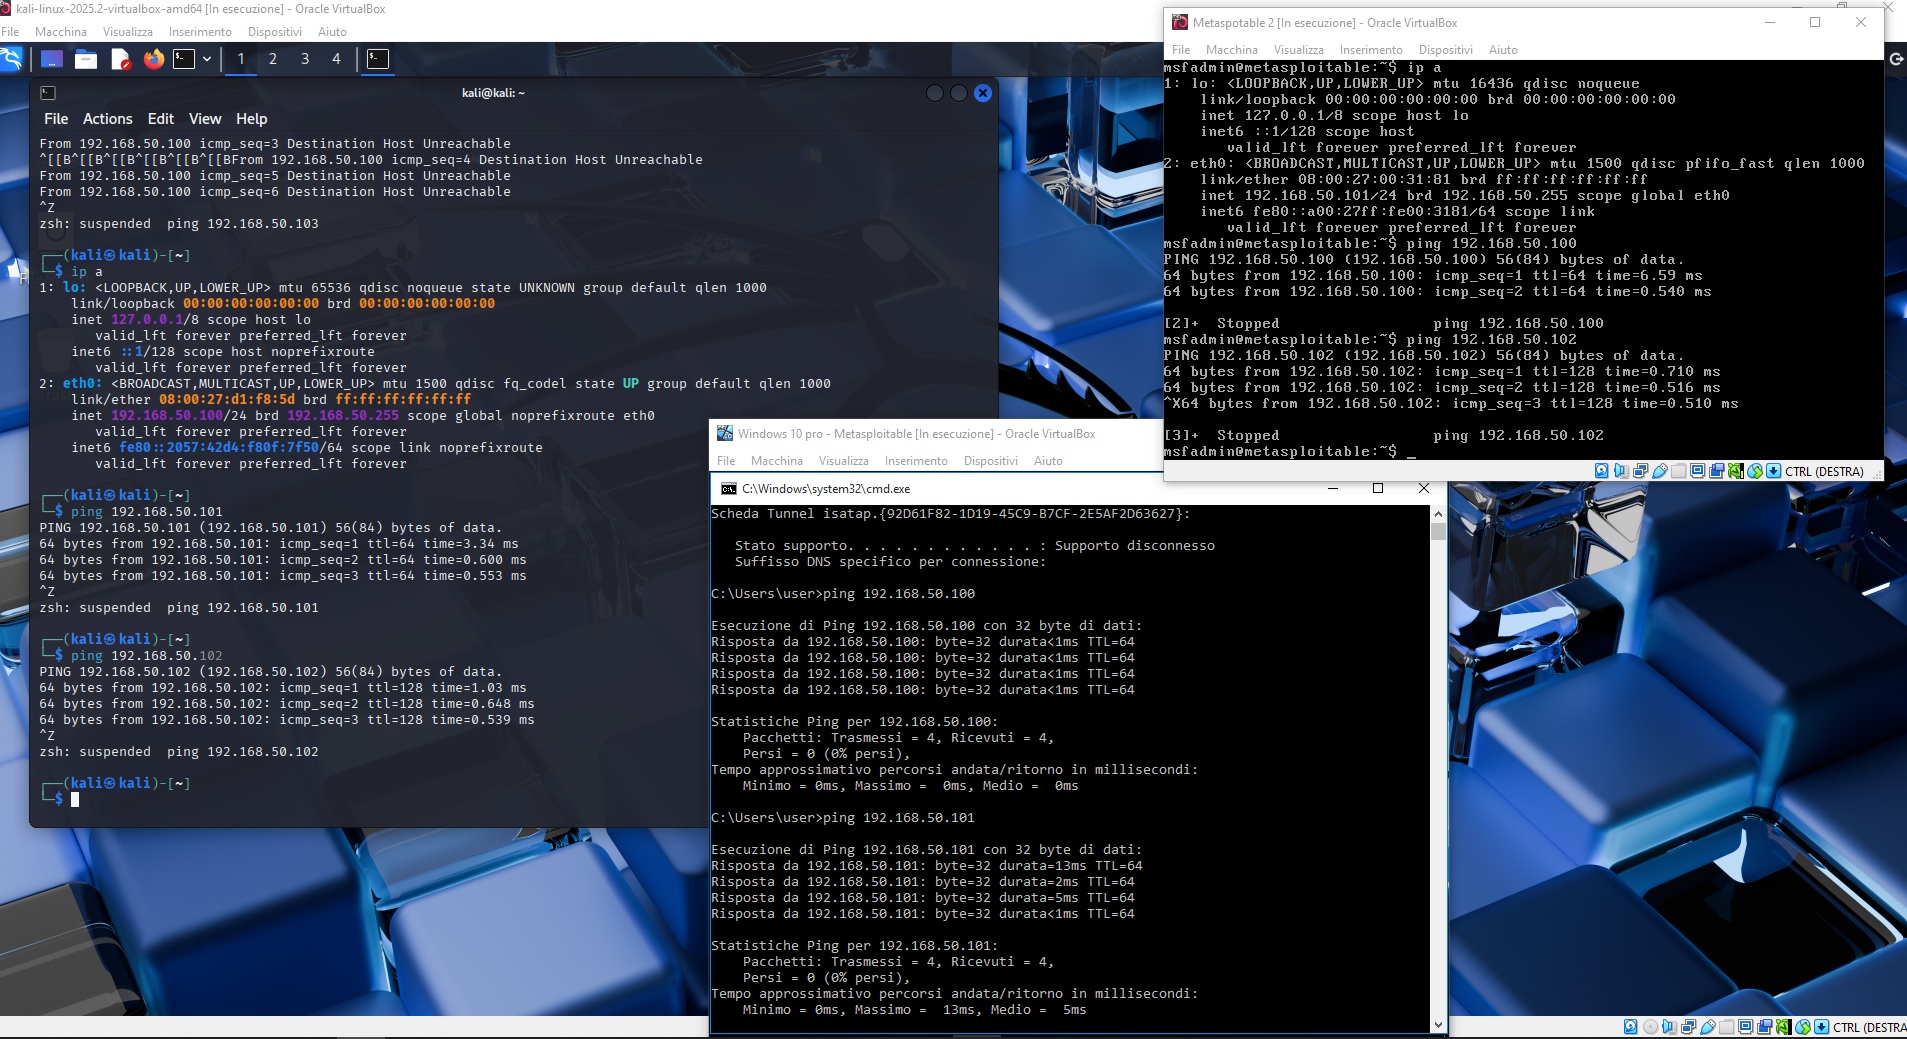 kali-linux-2025.2-virtualbox-amd64 [In esecuzione] - Oracle VirtualBox
File Macchina Visualizza Inserimento Dispositivi Aiuto
1 2 3 4
kali@kali: ~
File Actions Edit View Help
From 192.168.50.100 icmp_seq=3 Destination Host Unreachable
^[[B^[[B^[[B^[[B^[[B^[[BFrom 192.168.50.100 icmp_seq=4 Destination Host Unreachable
From 192.168.50.100 icmp_seq=5 Destination Host Unreachable
From 192.168.50.100 icmp_seq=6 Destination Host Unreachable
^Z
zsh: suspended  ping 192.168.50.103
┌──(kali㉿kali)-[~]
└─$ ip a
1: lo: <LOOPBACK,UP,LOWER_UP> mtu 65536 qdisc noqueue state UNKNOWN group default qlen 1000
link/loopback 00:00:00:00:00:00 brd 00:00:00:00:00:00
inet 127.0.0.1/8 scope host lo
valid_lft forever preferred_lft forever
inet6 ::1/128 scope host noprefixroute
valid_lft forever preferred_lft forever
2: eth0: <BROADCAST,MULTICAST,UP,LOWER_UP> mtu 1500 qdisc fq_codel state UP group default qlen 1000
link/ether 08:00:27:d1:f8:5d brd ff:ff:ff:ff:ff:ff
inet 192.168.50.100/24 brd 192.168.50.255 scope global noprefixroute eth0
valid_lft forever preferred_lft forever
inet6 fe80::2057:42d4:f80f:7f50/64 scope link noprefixroute
valid_lft forever preferred_lft forever
┌──(kali㉿kali)-[~]
└─$ ping 192.168.50.101
PING 192.168.50.101 (192.168.50.101) 56(84) bytes of data.
64 bytes from 192.168.50.101: icmp_seq=1 ttl=64 time=3.34 ms
64 bytes from 192.168.50.101: icmp_seq=2 ttl=64 time=0.600 ms
64 bytes from 192.168.50.101: icmp_seq=3 ttl=64 time=0.553 ms
^Z
zsh: suspended  ping 192.168.50.101
┌──(kali㉿kali)-[~]
└─$ ping 192.168.50.102
PING 192.168.50.102 (192.168.50.102) 56(84) bytes of data.
64 bytes from 192.168.50.102: icmp_seq=1 ttl=128 time=1.03 ms
64 bytes from 192.168.50.102: icmp_seq=2 ttl=128 time=0.648 ms
64 bytes from 192.168.50.102: icmp_seq=3 ttl=128 time=0.539 ms
^Z
zsh: suspended  ping 192.168.50.102
┌──(kali㉿kali)-[~]
└─$
Metaspotable 2 [In esecuzione] - Oracle VirtualBox
File Macchina Visualizza Inserimento Dispositivi Aiuto
msfadmin@metasploitable:~$ ip a
1: lo: <LOOPBACK,UP,LOWER_UP> mtu 16436 qdisc noqueue
link/loopback 00:00:00:00:00:00 brd 00:00:00:00:00:00
inet 127.0.0.1/8 scope host lo
inet6 ::1/128 scope host
valid_lft forever preferred_lft forever
2: eth0: <BROADCAST,MULTICAST,UP,LOWER_UP> mtu 1500 qdisc pfifo_fast qlen 1000
link/ether 08:00:27:00:31:81 brd ff:ff:ff:ff:ff:ff
inet 192.168.50.101/24 brd 192.168.50.255 scope global eth0
inet6 fe80::a00:27ff:fe00:3181/64 scope link
valid_lft forever preferred_lft forever
msfadmin@metasploitable:~$ ping 192.168.50.100
PING 192.168.50.100 (192.168.50.100) 56(84) bytes of data.
64 bytes from 192.168.50.100: icmp_seq=1 ttl=64 time=6.59 ms
64 bytes from 192.168.50.100: icmp_seq=2 ttl=64 time=0.540 ms
[2]+  Stopped                 ping 192.168.50.100
msfadmin@metasploitable:~$ ping 192.168.50.102
PING 192.168.50.102 (192.168.50.102) 56(84) bytes of data.
64 bytes from 192.168.50.102: icmp_seq=1 ttl=128 time=0.710 ms
64 bytes from 192.168.50.102: icmp_seq=2 ttl=128 time=0.516 ms
^X64 bytes from 192.168.50.102: icmp_seq=3 ttl=128 time=0.510 ms
[3]+  Stopped                 ping 192.168.50.102
msfadmin@metasploitable:~$ _
CTRL (DESTRA)
Windows 10 pro - Metasploitable [In esecuzione] - Oracle VirtualBox
File Macchina Visualizza Inserimento Dispositivi Aiuto
C:\Windows\system32\cmd.exe
Scheda Tunnel isatap.{92D61F82-1D19-45C9-B7CF-2E5AF2D63627}:
Stato supporto. . . . . . . . . . . . : Supporto disconnesso
Suffisso DNS specifico per connessione:
C:\Users\user>ping 192.168.50.100
Esecuzione di Ping 192.168.50.100 con 32 byte di dati:
Risposta da 192.168.50.100: byte=32 durata<1ms TTL=64
Risposta da 192.168.50.100: byte=32 durata<1ms TTL=64
Risposta da 192.168.50.100: byte=32 durata<1ms TTL=64
Risposta da 192.168.50.100: byte=32 durata<1ms TTL=64
Statistiche Ping per 192.168.50.100:
Pacchetti: Trasmessi = 4, Ricevuti = 4,
Persi = 0 (0% persi),
Tempo approssimativo percorsi andata/ritorno in millisecondi:
Minimo = 0ms, Massimo =  0ms, Medio =  0ms
C:\Users\user>ping 192.168.50.101
Esecuzione di Ping 192.168.50.101 con 32 byte di dati:
Risposta da 192.168.50.101: byte=32 durata=13ms TTL=64
Risposta da 192.168.50.101: byte=32 durata=2ms TTL=64
Risposta da 192.168.50.101: byte=32 durata=5ms TTL=64
Risposta da 192.168.50.101: byte=32 durata<1ms TTL=64
Statistiche Ping per 192.168.50.101:
Pacchetti: Trasmessi = 4, Ricevuti = 4,
Persi = 0 (0% persi),
Tempo approssimativo percorsi andata/ritorno in millisecondi:
Minimo = 0ms, Massimo =  13ms, Medio =  5ms
CTRL (DESTRA